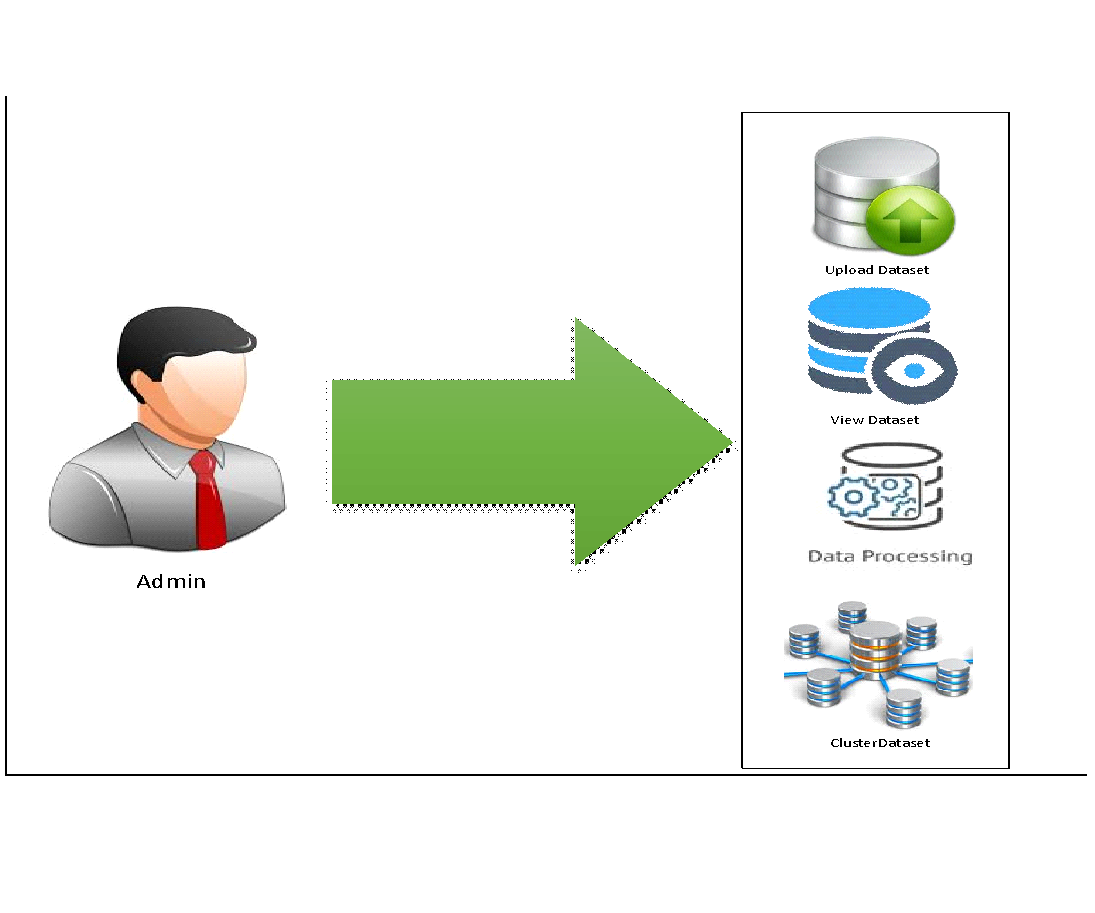 Upload Dataset
View Dataset
Data Processing
Admin
ClusterDataset